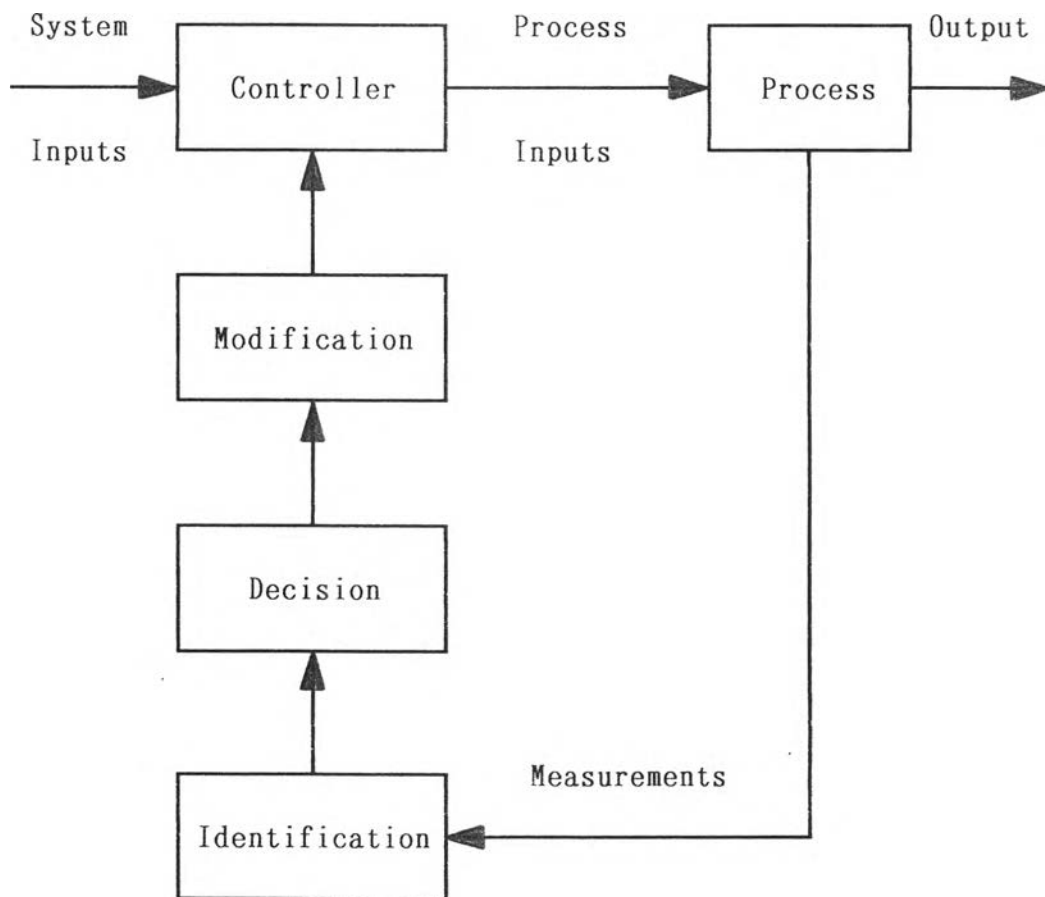 System
Inputs
Controller
Process
Inputs
Process
Output
Modification
Decision
Measurements
Identification